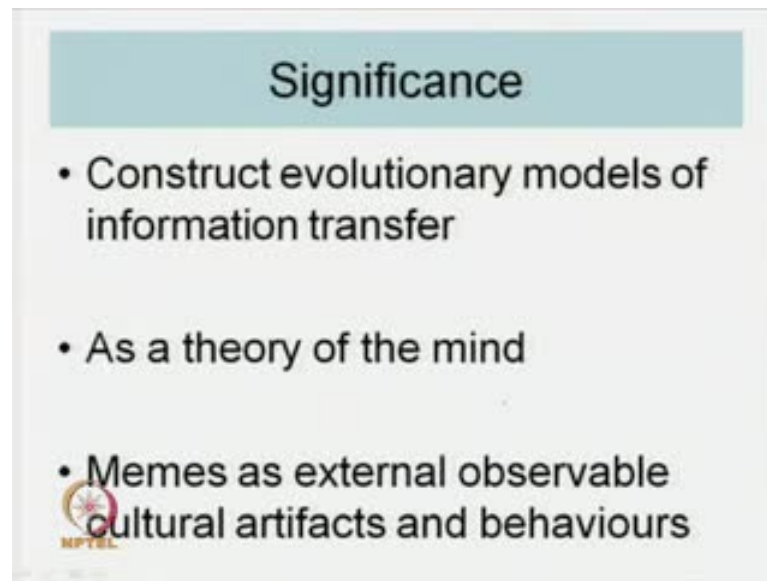 Significance
• Construct evolutionary models of
information transfer
• As a theory of the mind
• Memes as external observable
cultural artifacts and behaviours
NPTEL